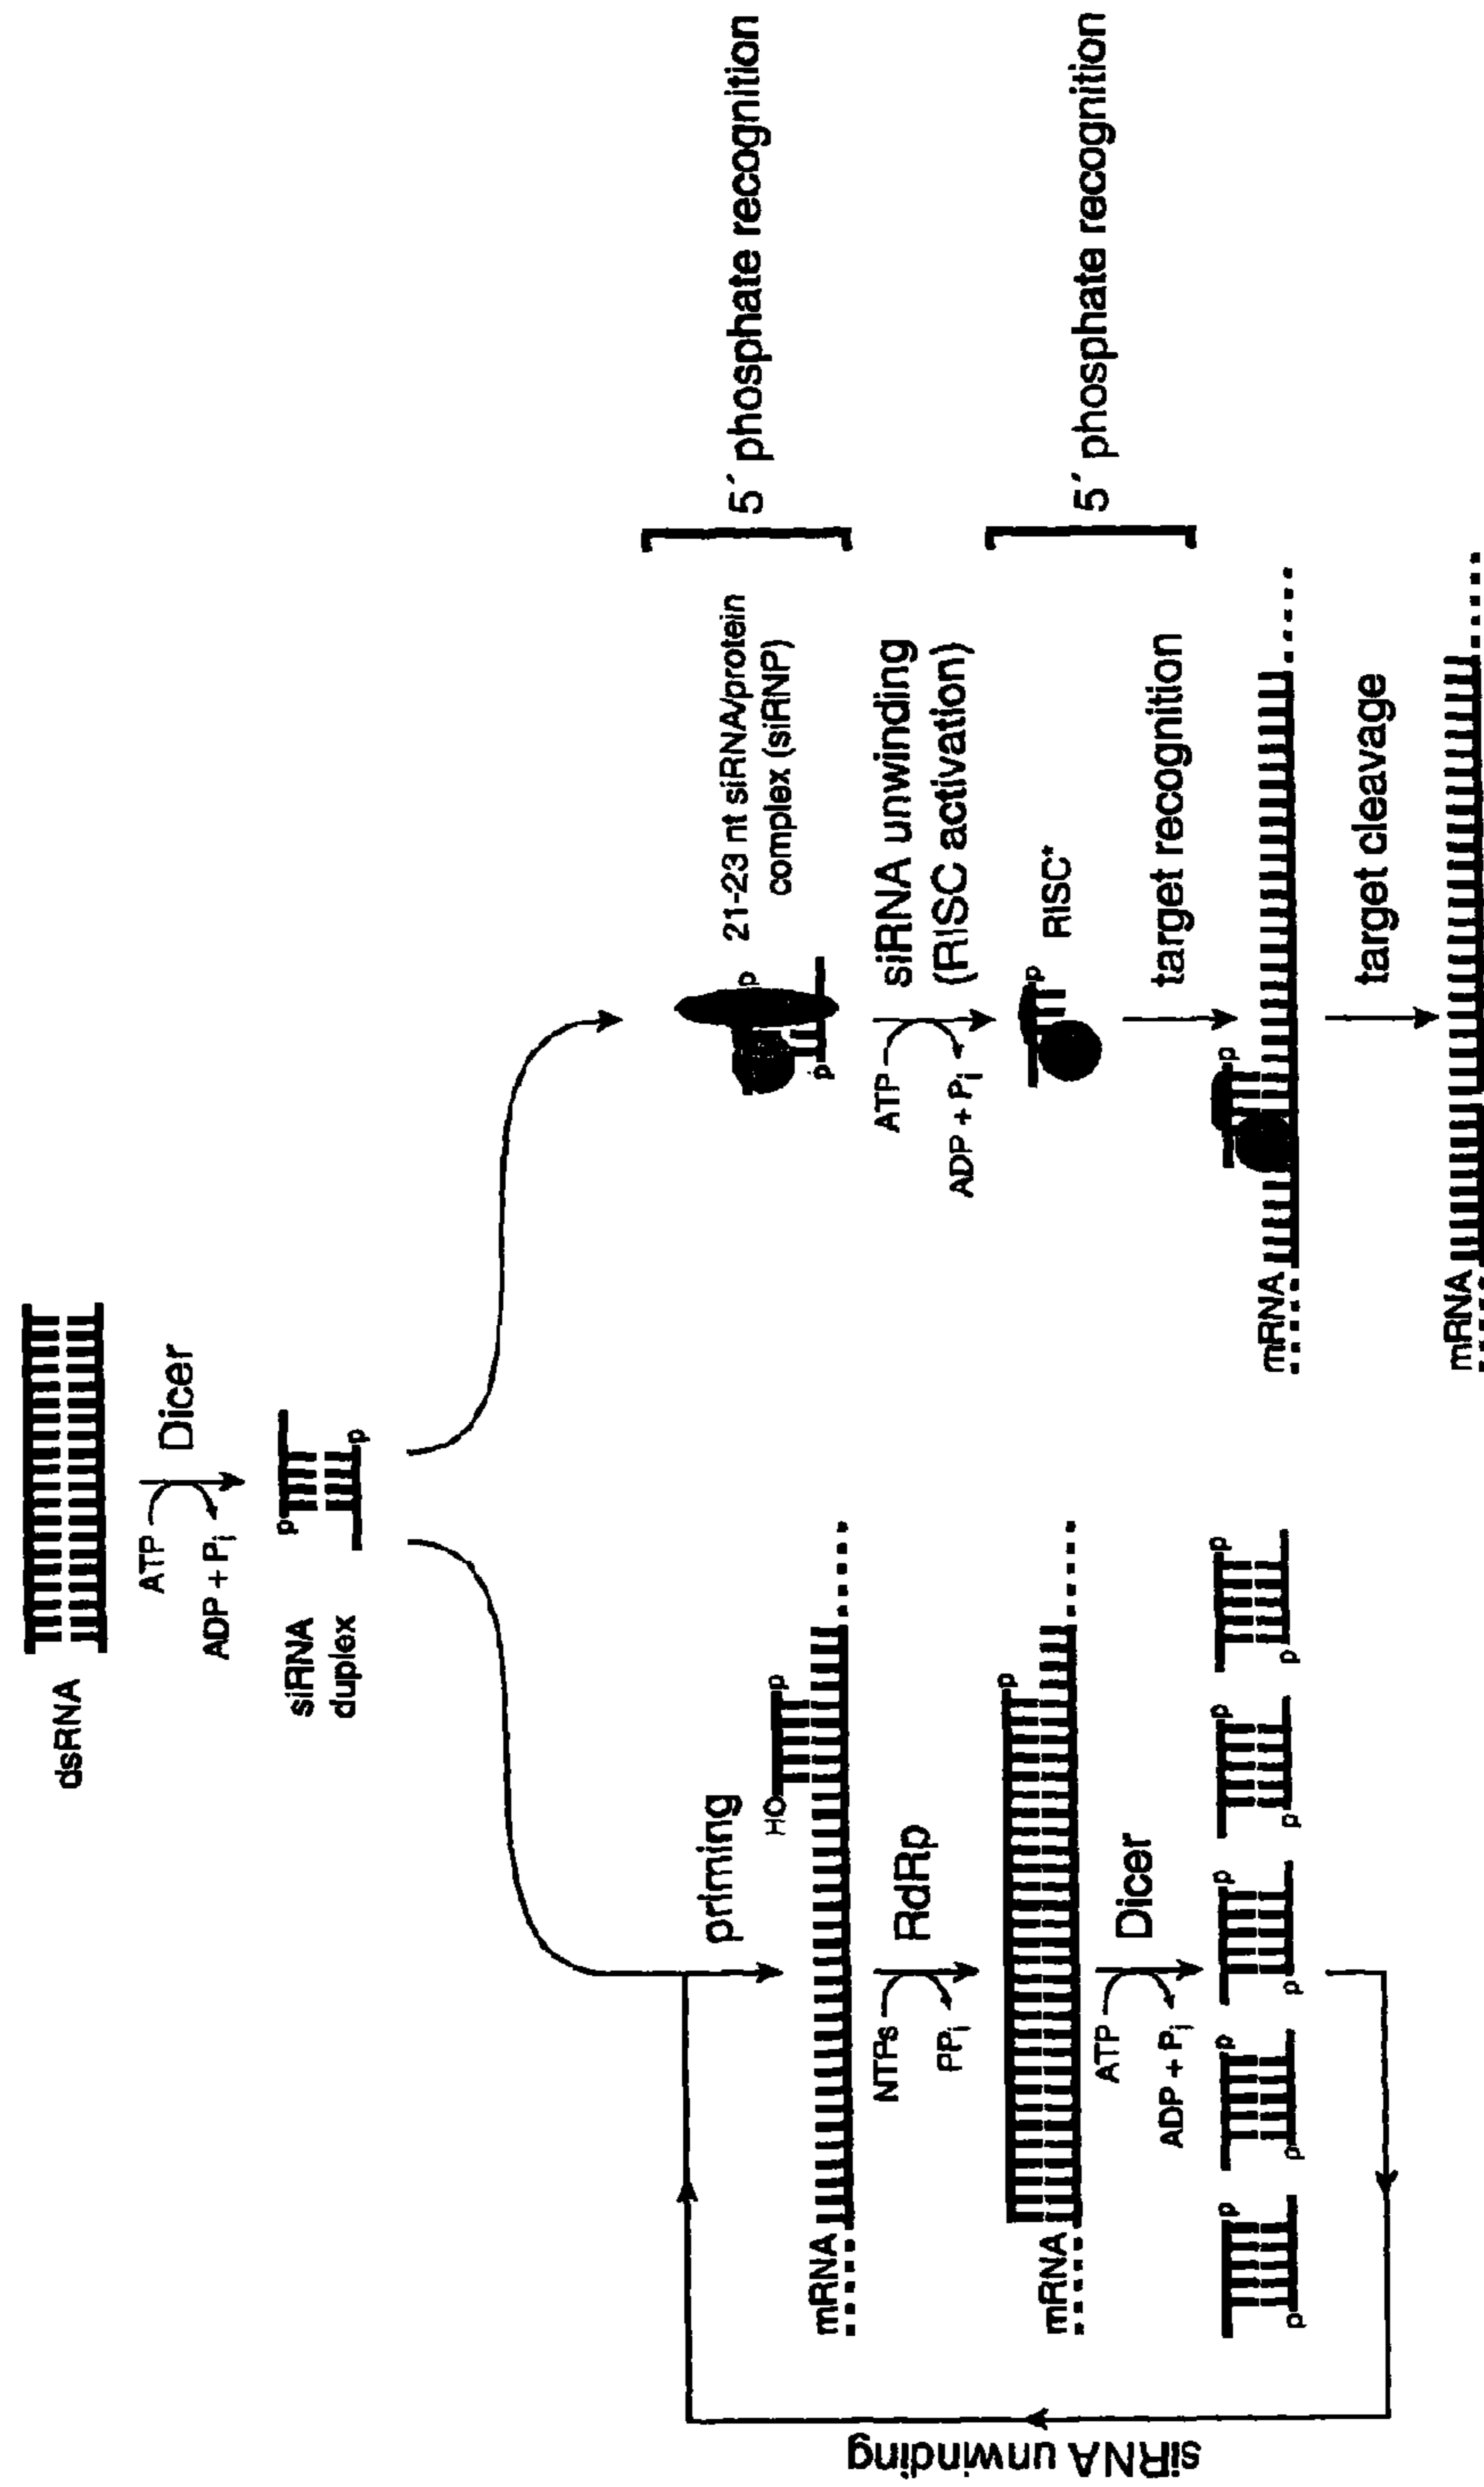 dsRNA
ATP
Dicer
ADP + Pi
siRNA
duplex
p
p
priming
HO
p
mRNA
NTPs
RdRp
PPi
mRNA
p
ATP
Dicer
ADP + Pi
p
p
p
p
p
p
p
p
p
p
siRNA unwinding
p
p
21-23 nt siRNA/protein
complex (siRNP)
5´ phosphate recognition
ATP
ADP + Pi
siRNA unwinding
(RISC activation)
p
RISC*
5´ phosphate recognition
target recognition
p
mRNA
target cleavage
mRNA